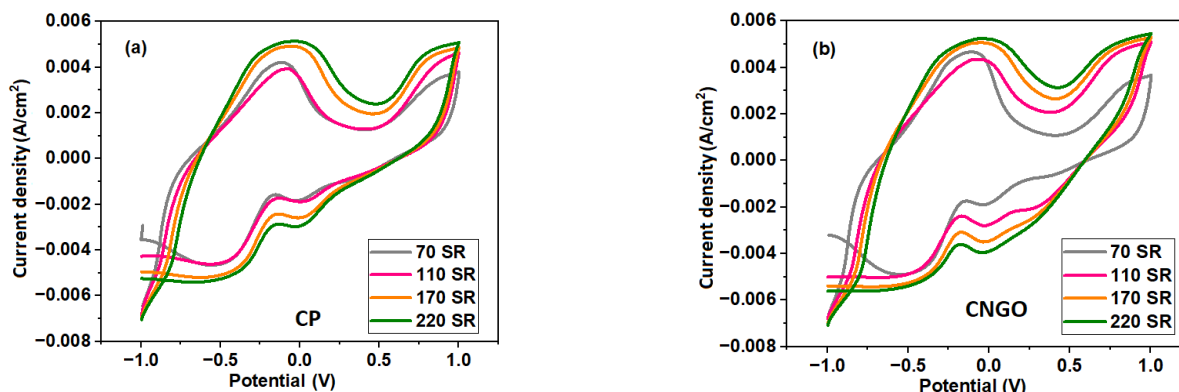 (a)
Current density (A/cm²)
0.006
0.004
0.002
0.000
−0.002
−0.004
−0.006
−0.008
CP
70 SR
110 SR
170 SR
220 SR
−1.0 −0.5 0.0 0.5 1.0
Potential (V)
(b)
Current density (A/cm²)
0.006
0.004
0.002
0.000
−0.002
−0.004
−0.006
−0.008
CNGO
70 SR
110 SR
170 SR
220 SR
−1.0 −0.5 0.0 0.5 1.0
Potential (V)